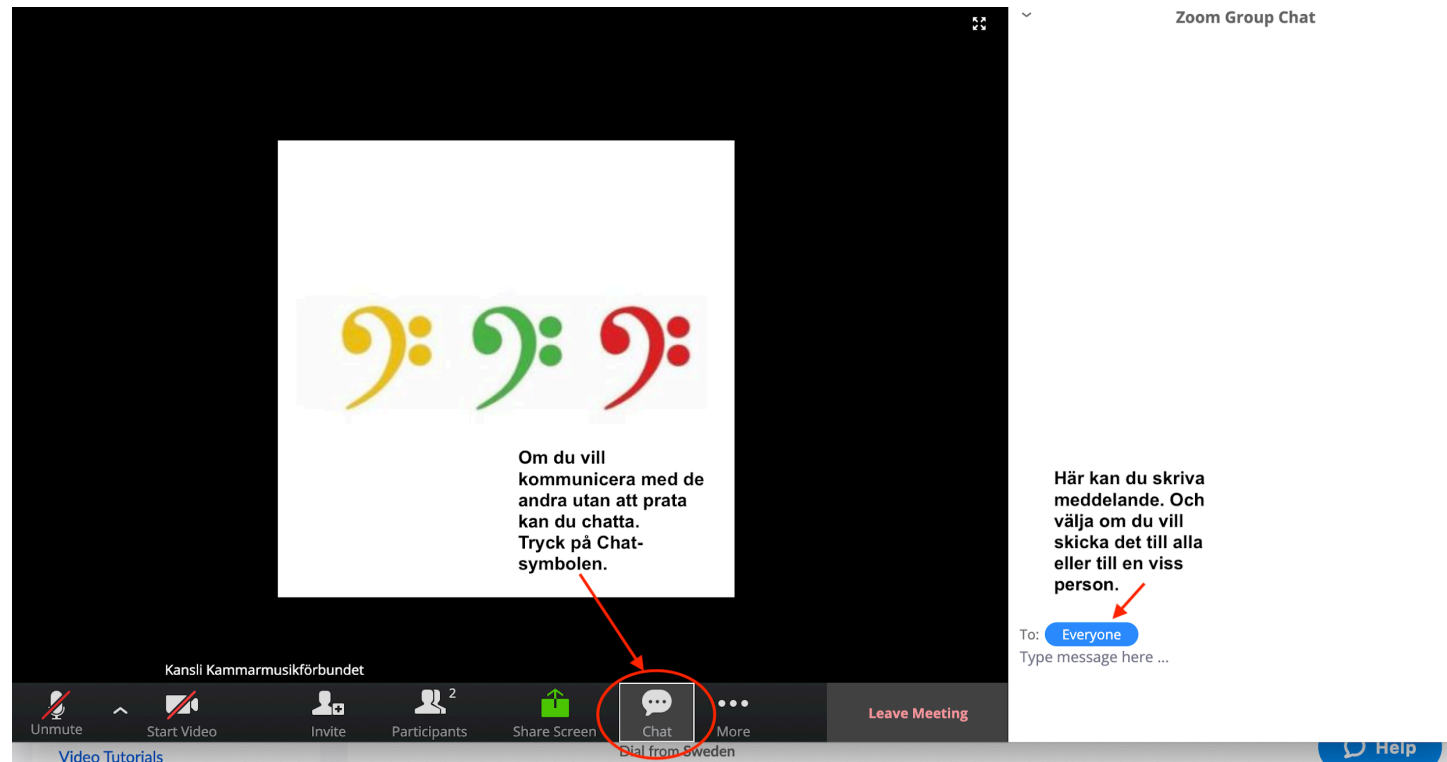 Zoom Group Chat
Om du vill
kommunicera med de
andra utan att prata
kan du chatta.
Tryck på Chat-
symbolen.
Här kan du skriva
meddelande. Och
välja om du vill
skicka det till alla
eller till en viss
person.
To: Everyone
Type message here ...
Kansli Kammarmusikförbundet
2
Unmute Start Video Invite Participants Share Screen Chat More Leave Meeting
Video Tutorials Dial from Sweden Help